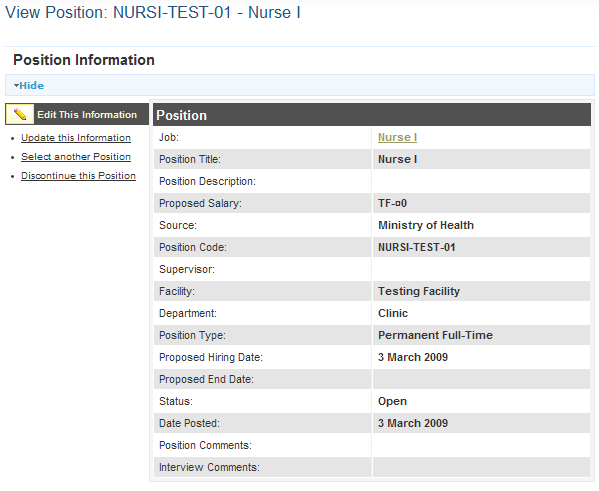 View Position: NURSI-TEST-01 - Nurse I
Position Information
Hide
Edit This Information
Update this Information
Select another Position
Discontinue this Position
Position
Job: Nurse I
Position Title: Nurse I
Position Description:
Proposed Salary: TF-¤0
Source: Ministry of Health
Position Code: NURSI-TEST-01
Supervisor:
Facility: Testing Facility
Department: Clinic
Position Type: Permanent Full-Time
Proposed Hiring Date: 3 March 2009
Proposed End Date:
Status: Open
Date Posted: 3 March 2009
Position Comments:
Interview Comments: